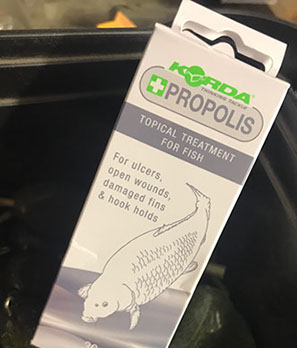 KORDA
THINKING TACKLE
PROPOLIS
TOPICAL TREATMENT
FOR FISH
For ulcers,
open wounds,
damaged fins
& hook holds